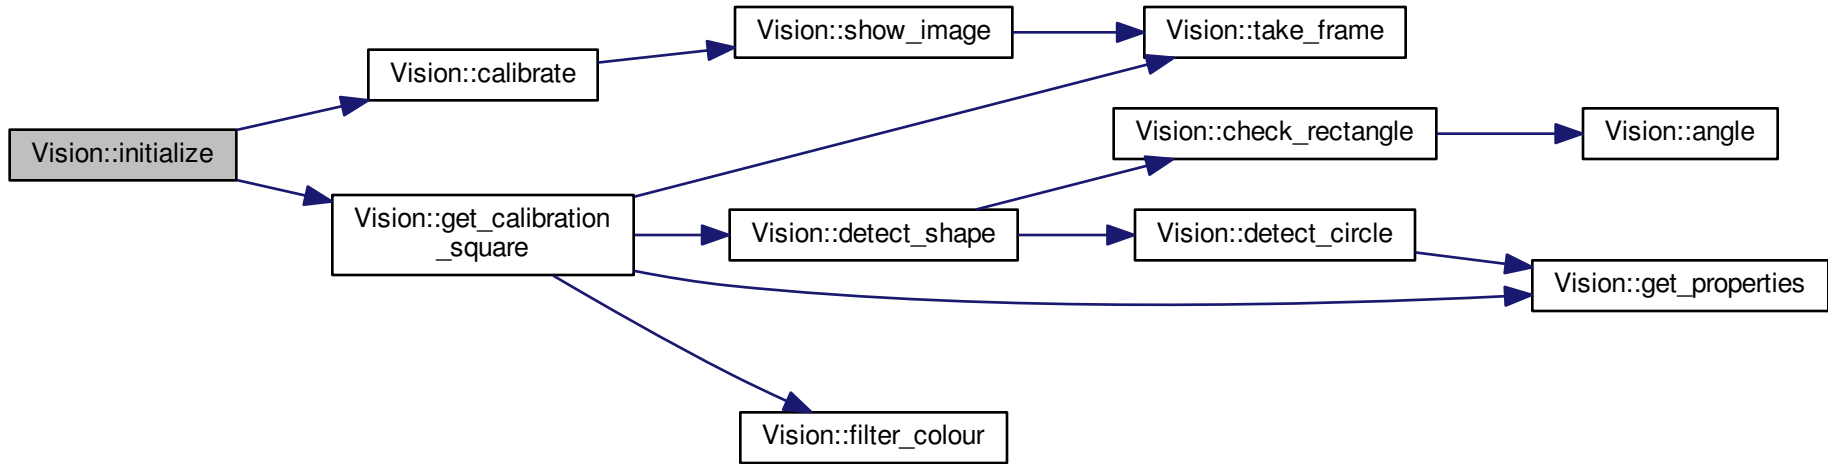 Vision::initialize
Vision::calibrate
Vision::get_calibration
_square
Vision::show_image
Vision::detect_shape
Vision::filter_colour
Vision::take_frame
Vision::check_rectangle
Vision::detect_circle
Vision::angle
Vision::get_properties